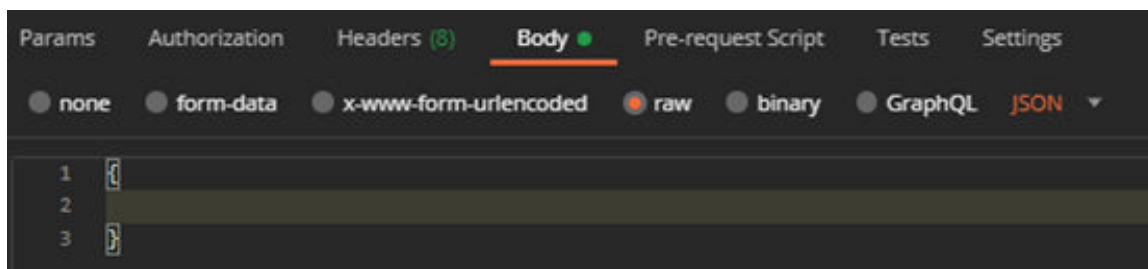 Params Authorization Headers (8) Body Pre-request Script Tests Settings
none form-data x-www-form-urlencoded raw binary GraphQL JSON
1 {
2
3 }